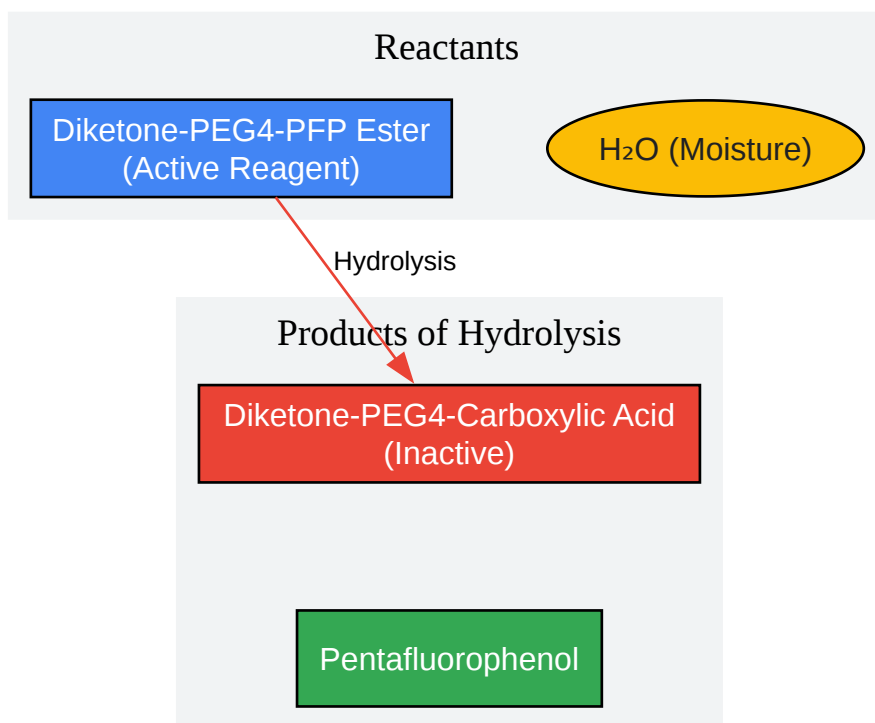 Reactants
Diketone-PEG4-PFP Ester
(Active Reagent)
H₂O (Moisture)
Hydrolysis
Products of Hydrolysis
Diketone-PEG4-Carboxylic Acid
(Inactive)
Pentafluorophenol